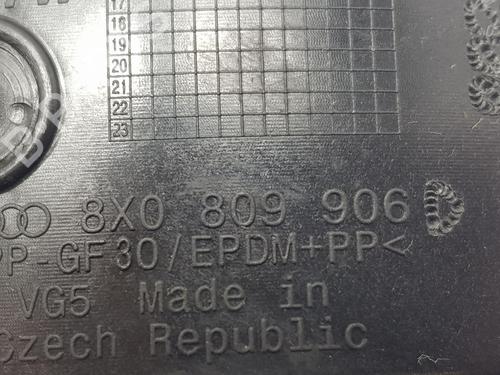 17
18
19
20
21
22
23
8X0 809 906 D
PP-GF30/EPDM+PP<
VG5 Made in
Czech Republic